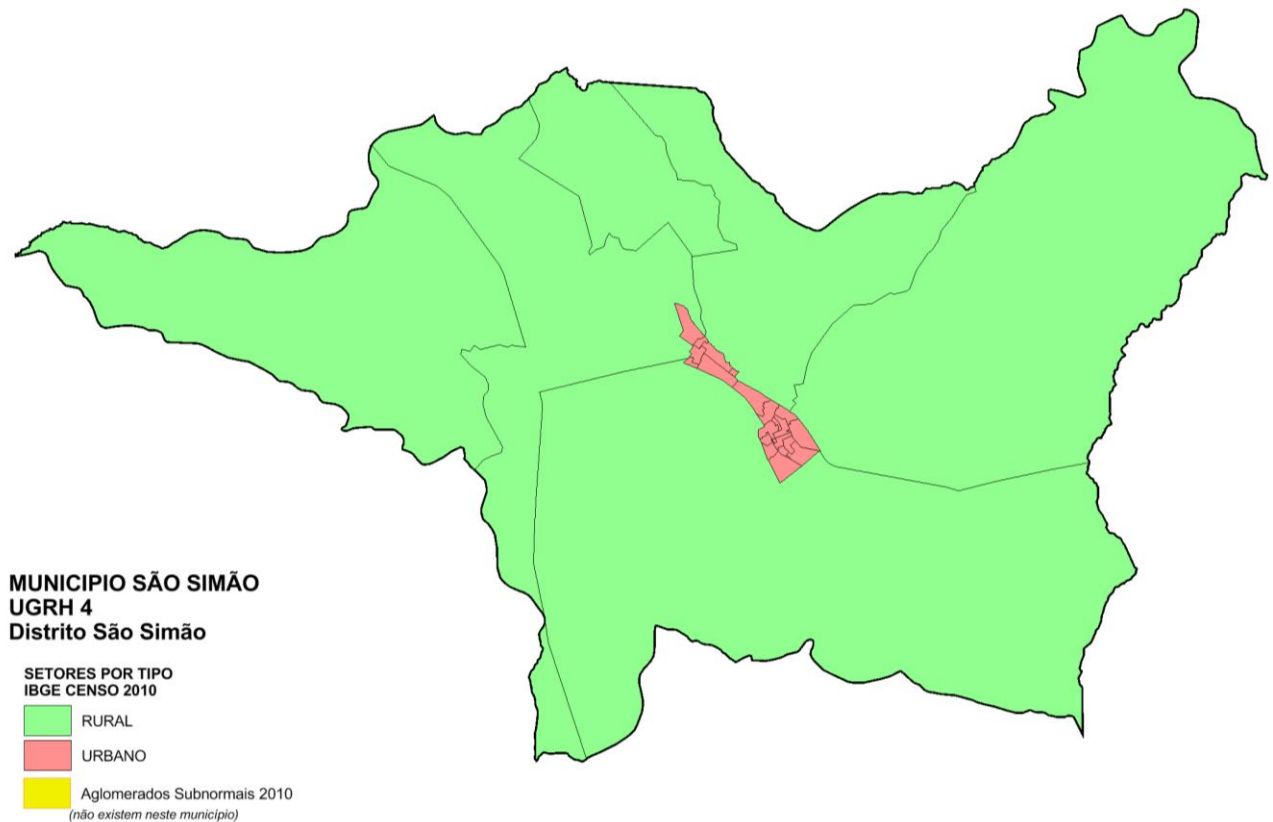 MUNICIPIO SÃO SIMÃO
UGRH 4
Distrito São Simão
SETORES POR TIPO
IBGE CENSO 2010
RURAL
URBANO
Aglomerados Subnormais 2010
(não existem neste município)